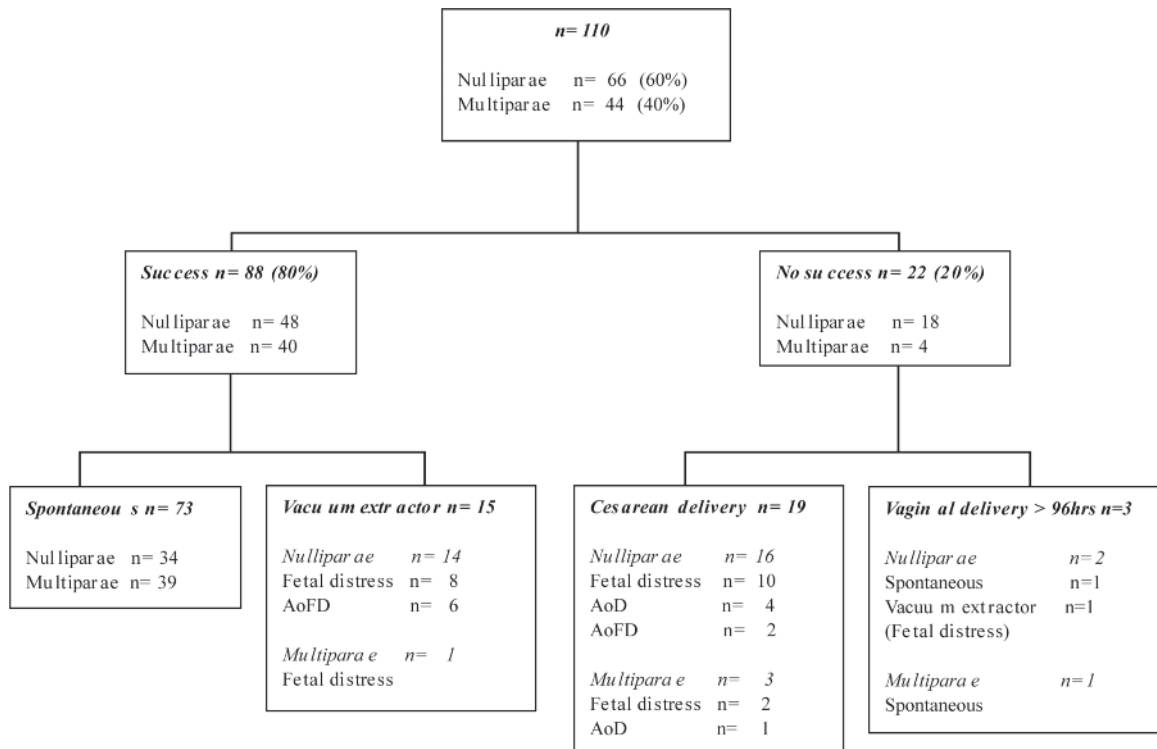 n= 110
Nulliparae n= 66 (60%)
Multiparae n= 44 (40%)
Success n= 88 (80%)
Nulliparae n= 48
Multiparae n= 40
No success n= 22 (20%)
Nulliparae n= 18
Multiparae n= 4
Spontaneous n= 73
Nulliparae n= 34
Multiparae n= 39
Vacuum extractor n= 15
Nulliparae n= 14
Fetal distress n= 8
AoFD n= 6
Multiparae n= 1
Fetal distress
Cesarean delivery n= 19
Nulliparae n= 16
Fetal distress n= 10
AoD n= 4
AoFD n= 2
Multiparae n= 3
Fetal distress n= 2
AoD n= 1
Vaginal delivery > 96hrs n=3
Nulliparae n=2
Spontaneous n=1
Vacuum extractor n=1
(Fetal distress)
Multiparae n=1
Spontaneous